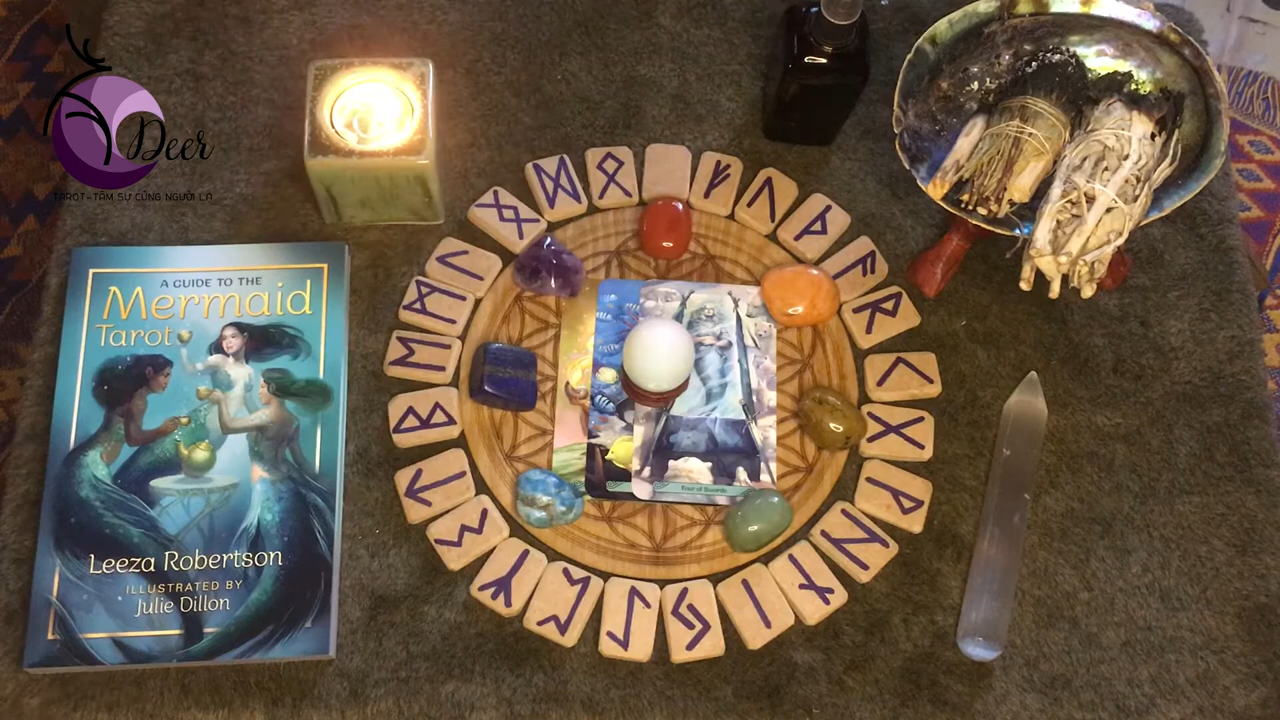 Deer
TAROT-TÂM SỰ CÙNG NGƯỜI LẠ
A GUIDE TO THE
Mermaid
Tarot
Leeza Robertson
ILLUSTRATED BY
Julie Dillon
Four of Swords
ᛟ
ᚠ
ᚢ
ᚦ
ᚨ
ᚱ
ᚲ
ᚷ
ᚹ
ᚺ
ᚾ
ᛁ
ᛃ
ᛇ
ᛈ
ᛉ
ᛊ
ᛏ
ᛒ
ᛖ
ᛗ
ᛚ
ᛜ
ᛞ